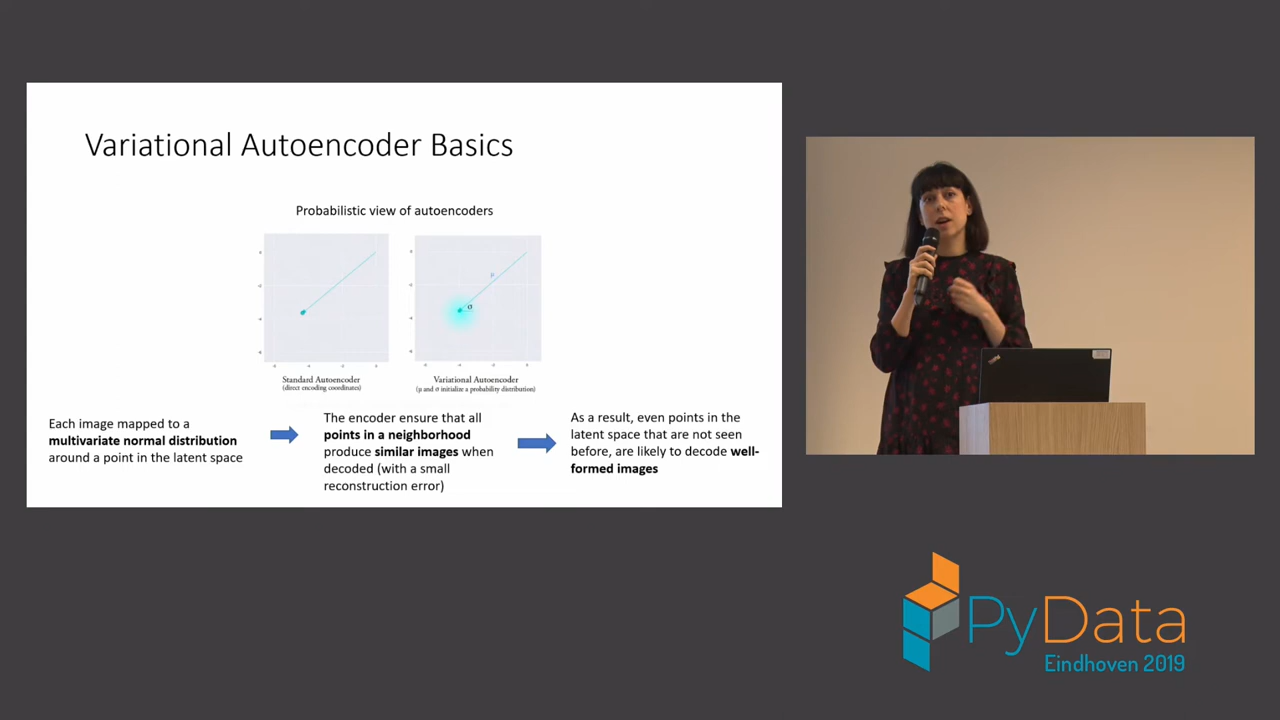 Variational Autoencoder Basics
Probabilistic view of autoencoders
μ
σ
Standard Autoencoder
(direct encoding coordinates)
Variational Autoencoder
(μ and σ initialize a probability distribution)
Each image mapped to a
multivariate normal distribution
around a point in the latent space
The encoder ensure that all
points in a neighborhood
produce similar images when
decoded (with a small
reconstruction error)
As a result, even points in the
latent space that are not seen
before, are likely to decode well-
formed images
PyData
Eindhoven 2019